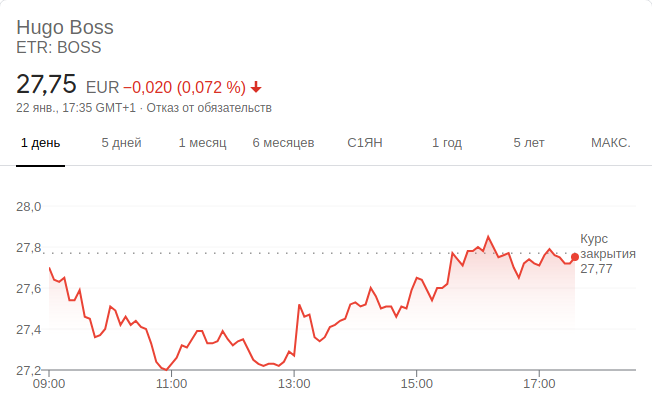 Hugo Boss
ETR: BOSS
27,75 EUR −0,020 (0,072 %)
22 янв., 17:35 GMT+1 · Отказ от обязательств
1 день 5 дней 1 месяц 6 месяцев С1ЯН 1 год 5 лет МАКС.
28,0
27,8
27,6
27,4
27,2
Курс
закрытия
27,77
09:00 11:00 13:00 15:00 17:00